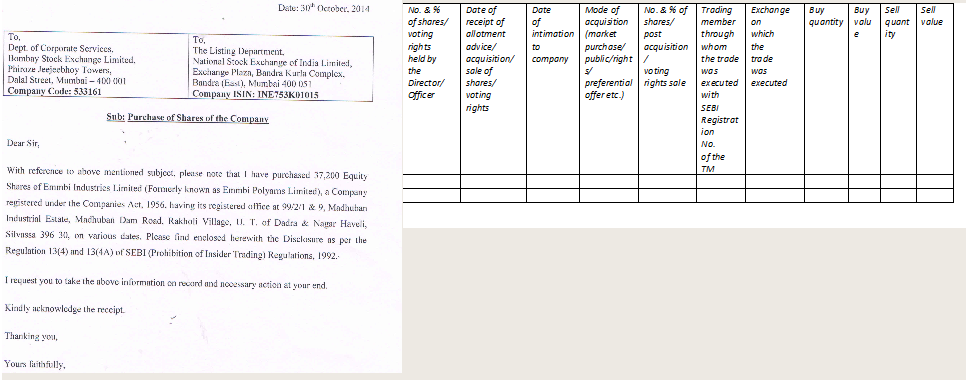 Date: 30th October, 2014
To,
Dept. of Corporate Services,
Bombay Stock Exchange Limited,
Phiroze Jeejeebhoy Towers,
Dalal Street, Mumbai – 400 001
Company Code: 533161
To,
The Listing Department,
National Stock Exchange of India Limited,
Exchange Plaza, Bandra Kurla Complex,
Bandra (East), Mumbai 400 051
Company ISIN: INE753K01015
Sub: Purchase of Shares of the Company
Dear Sir,
With reference to above mentioned subject, please note that I have purchased 37,200 Equity
Shares of Emmbi Industries Limited (Formerly known as Emmbi Polyarns Limited), a Company
registered under the Companies Act, 1956, having its registered office at 99/2/1 & 9, Madhuban
Industrial Estate, Madhuban Dam Road, Rakholi Village, U. T. of Dadra & Nagar Haveli,
Silvassa 396 30, on various dates. Please find enclosed herewith the Disclosure as per the
Regulation 13(4) and 13(4A) of SEBI (Prohibition of Insider Trading) Regulations, 1992.
I request you to take the above information on record and necessary action at your end.
Kindly acknowledge the receipt.
Thanking you,
Yours faithfully,
No. & %
of shares/
voting
rights
held by
the
Director/
Officer
Date of
receipt of
allotment
advice/
acquisition/
sale of
shares/
voting
rights
Date
of
intimation
to
company
Mode of
acquisition
(market
purchase/
public/right
s/
preferential
offer etc.)
No. & % of
shares/
post
acquisition
/
voting
rights sale
Trading
member
through
whom
the trade
was
executed
with
SEBI
Registrat
ion
No.
of the
TM
Exchange
on
which
the
trade
was
executed
Buy
quantity
Buy
valu
e
Sell
quant
ity
Sell
value